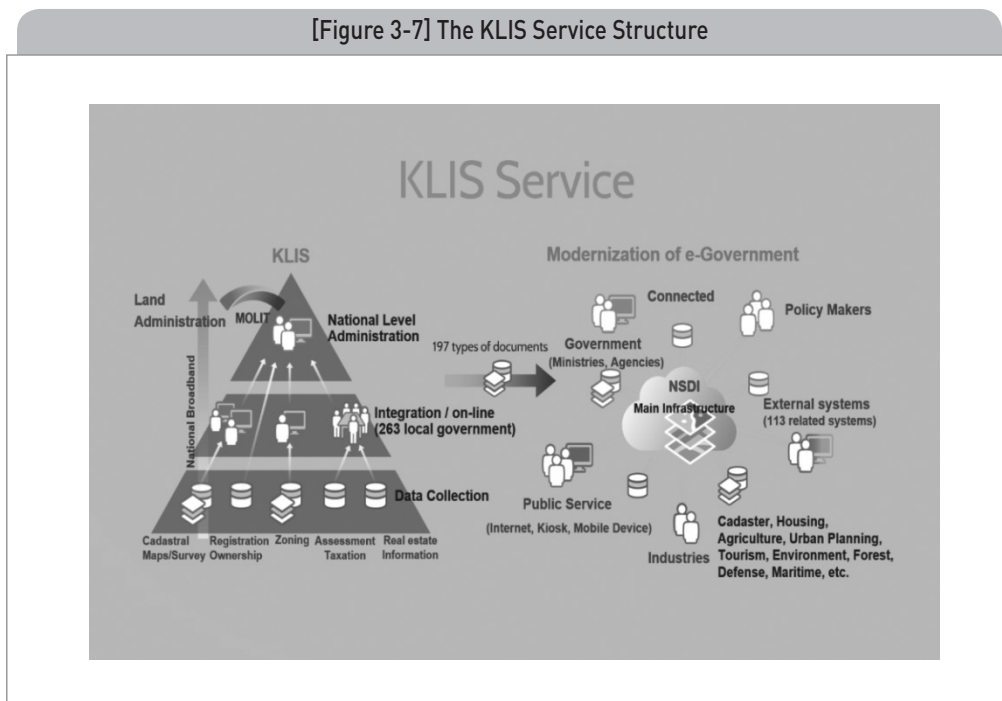 [Figure 3-7] The KLIS Service Structure
KLIS Service
KLIS
Land
Administration
MOLIT
National Broadband
National Level
Administration
Integration / on-line
(263 local government)
Data Collection
Cadastral
Maps/Survey
Registration
Ownership
Zoning
Assessment
Taxation
Real estate
Information
197 types of documents
Modernization of e-Government
Connected
Policy Makers
Government
(Ministries, Agencies)
NSDI
Main Infrastructure
External systems
(113 related systems)
Public Service
(Internet, Kiosk, Mobile Device)
Industries
Cadaster, Housing,
Agriculture, Urban Planning,
Tourism, Environment, Forest,
Defense, Maritime, etc.